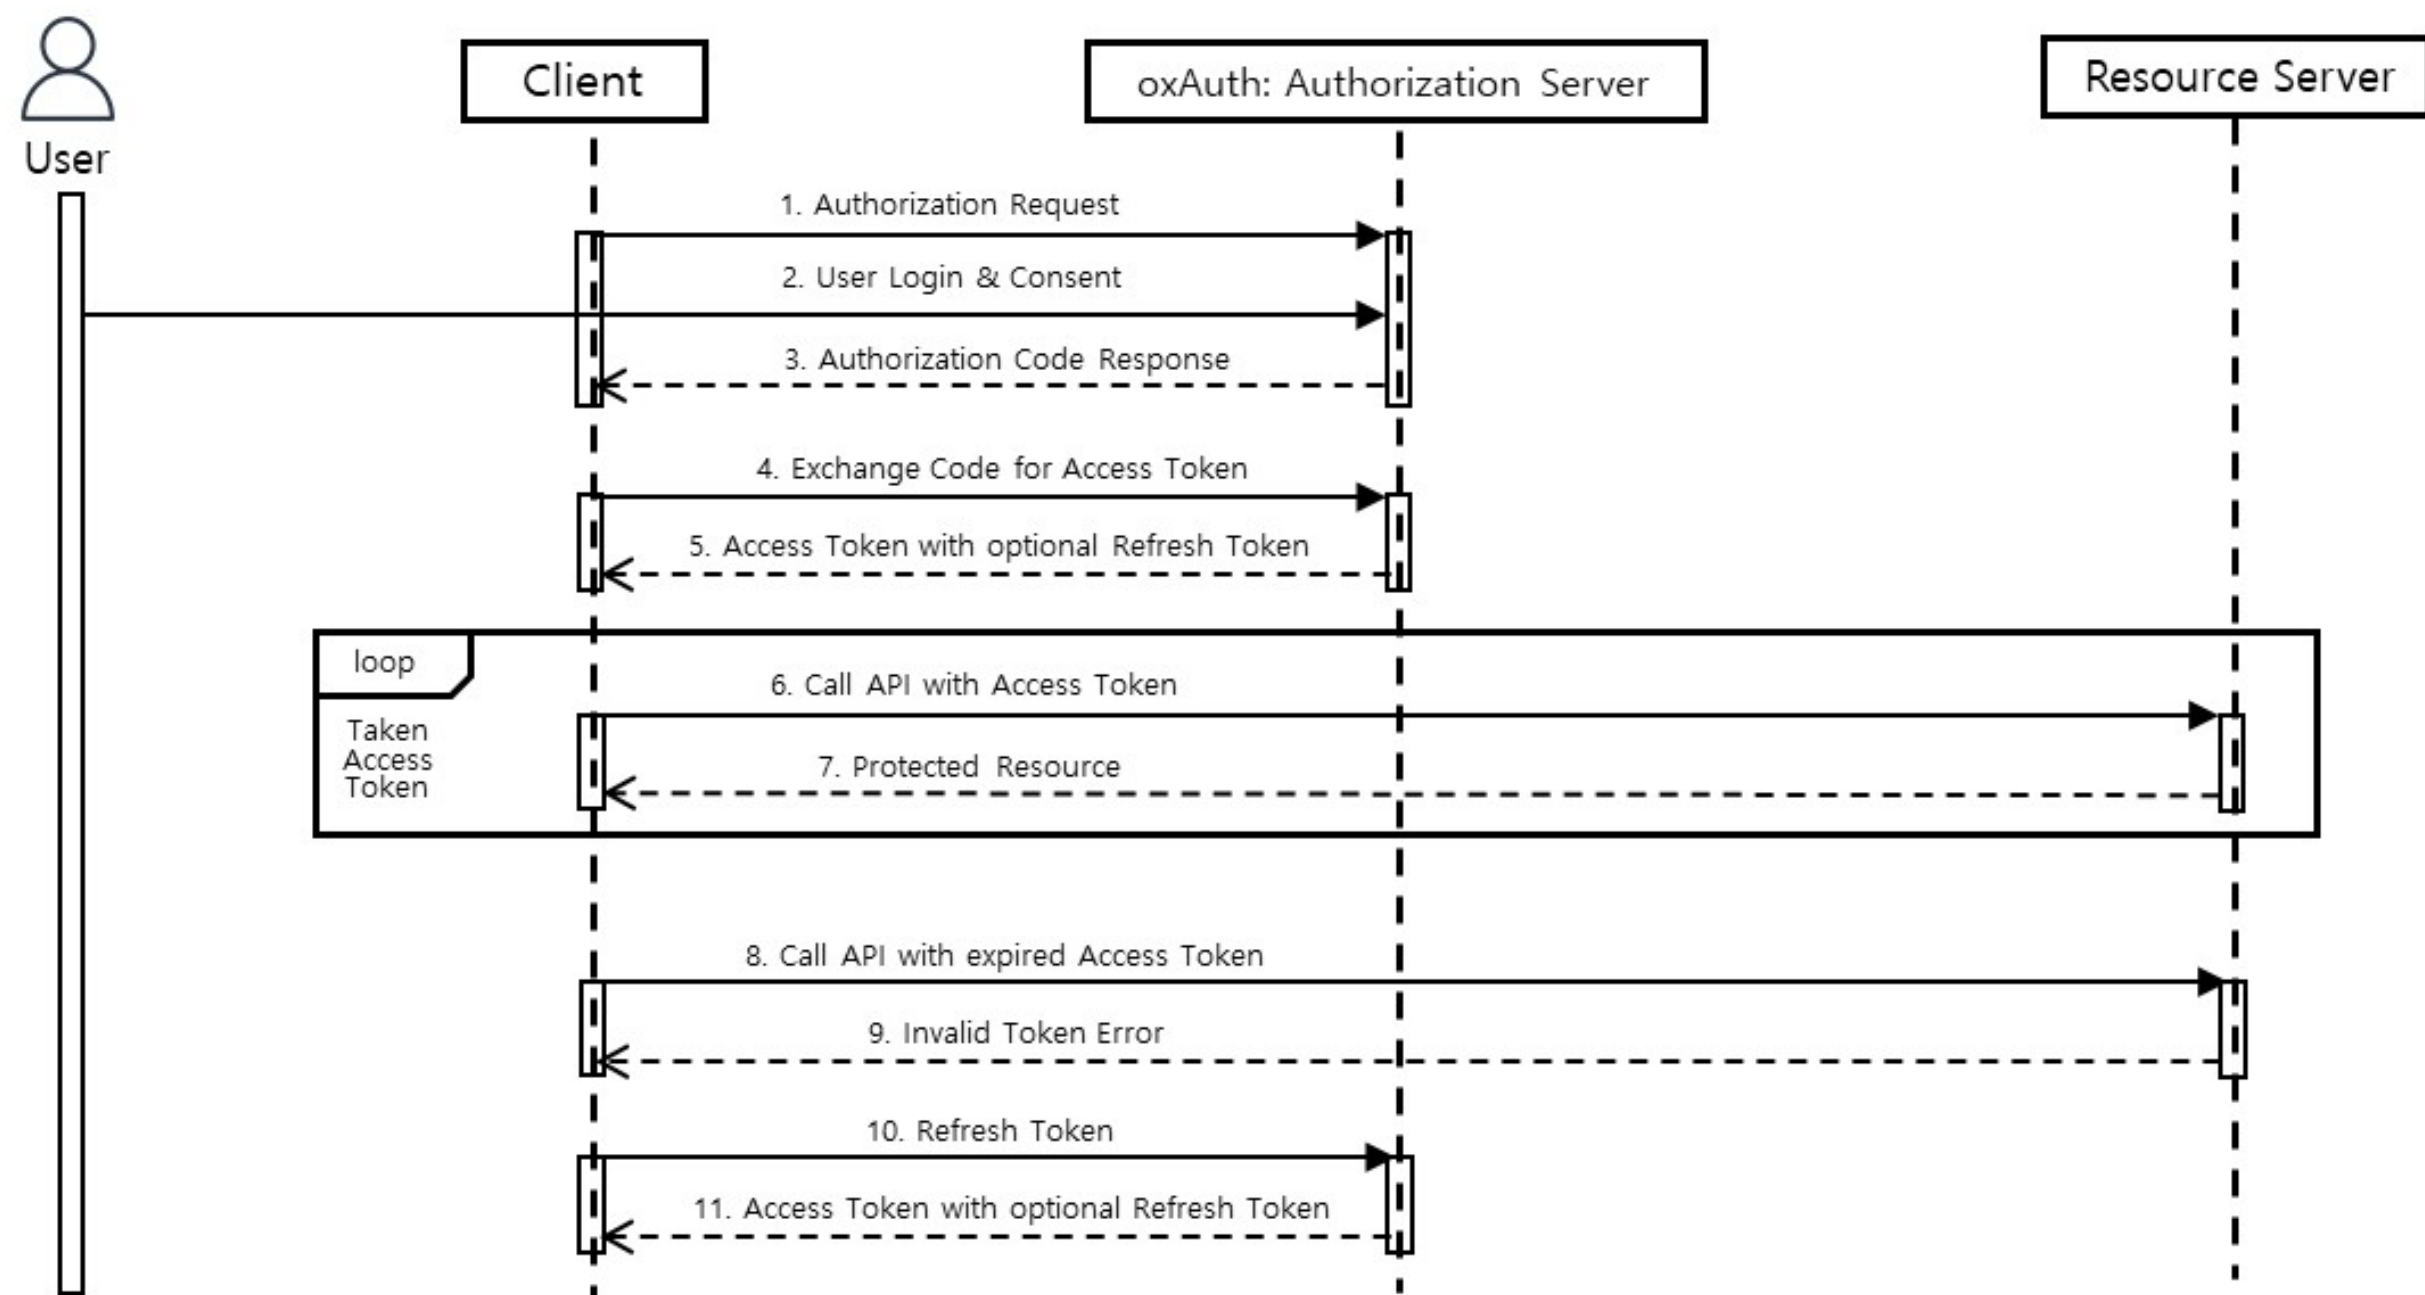 User
Client
oxAuth: Authorization Server
Resource Server
1. Authorization Request
2. User Login & Consent
3. Authorization Code Response
4. Exchange Code for Access Token
5. Access Token with optional Refresh Token
loop
6. Call API with Access Token
Taken
Access
Token
7. Protected Resource
8. Call API with expired Access Token
9. Invalid Token Error
10. Refresh Token
11. Access Token with optional Refresh Token